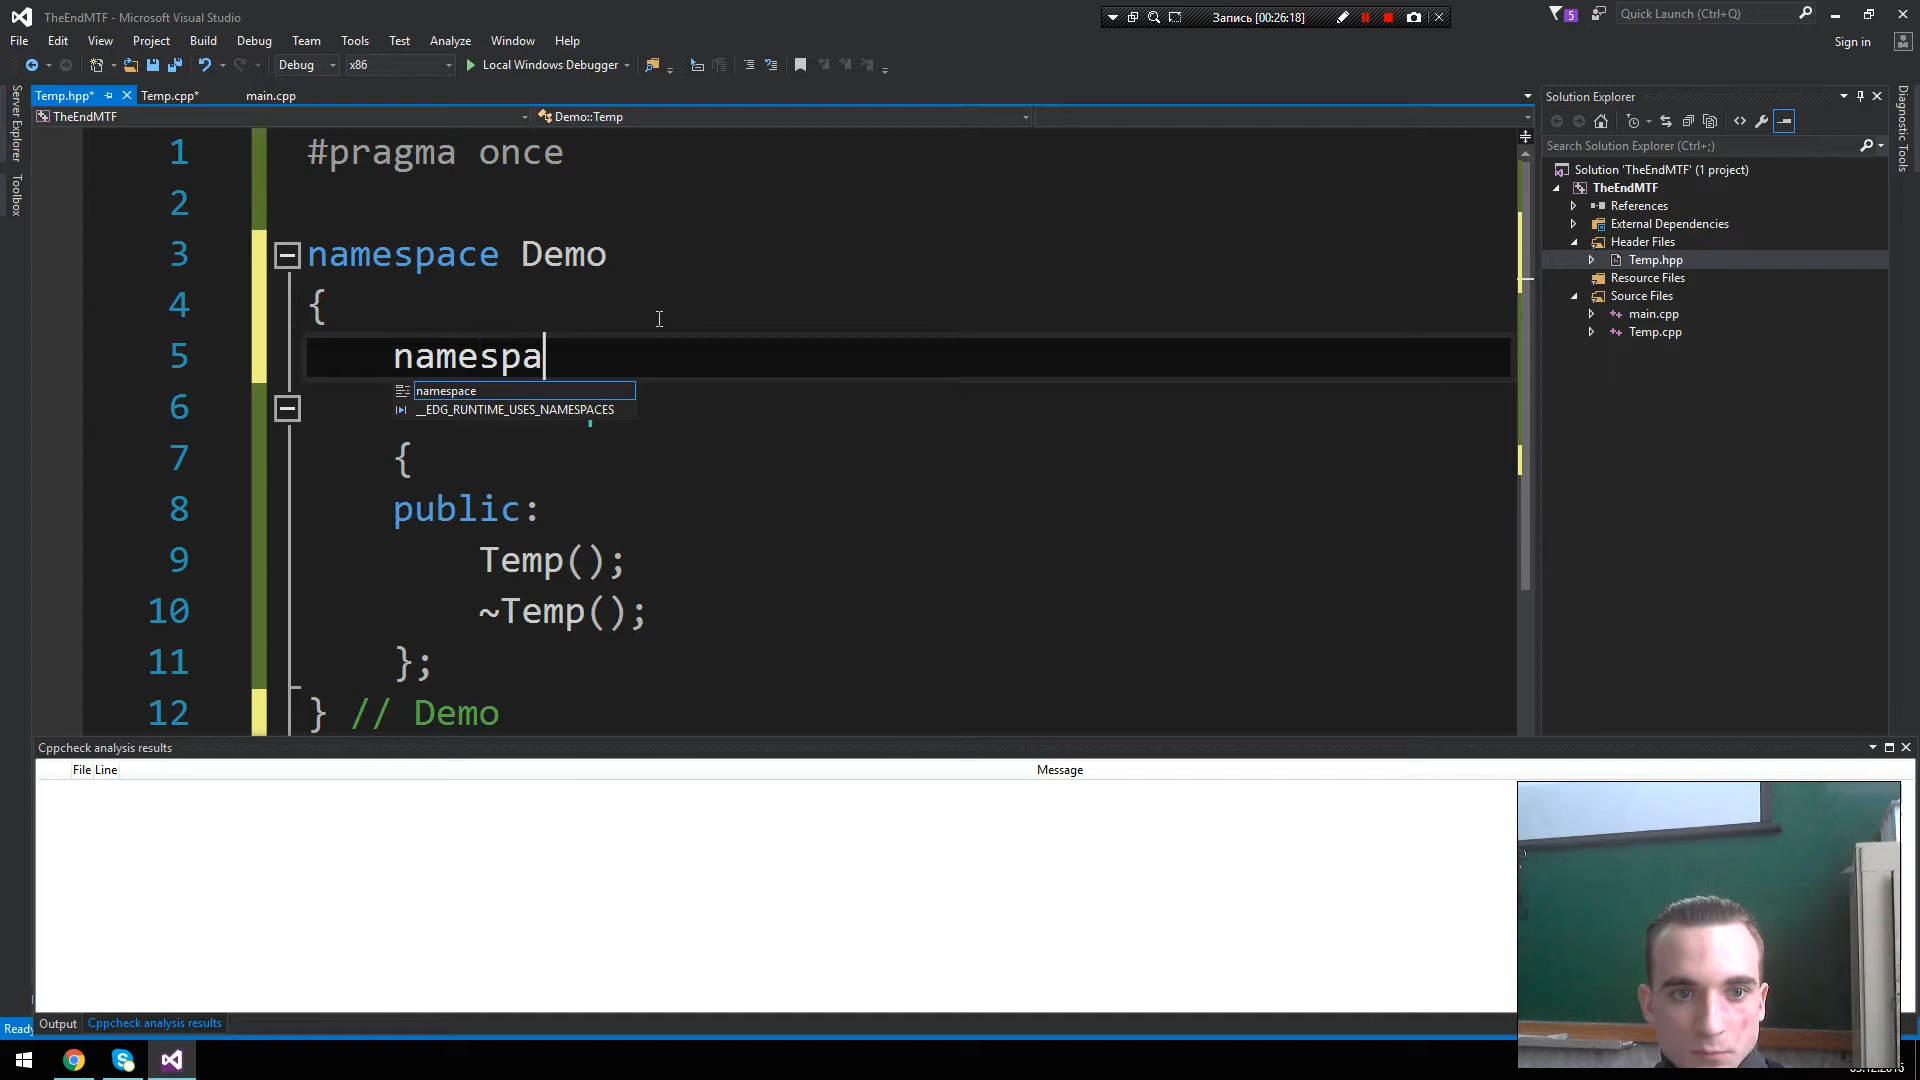 TheEndMTF - Microsoft Visual Studio
Запись [00:26:18]
5
Quick Launch (Ctrl+Q)
File Edit View Project Build Debug Team Tools Test Analyze Window Help
Sign in
Debug x86 Local Windows Debugger
Server Explorer
Toolbox
Temp.hpp* Temp.cpp* main.cpp
TheEndMTF Demo::Temp
1 #pragma once
2
3 namespace Demo
4 {
5 namespa
namespace
__EDG_RUNTIME_USES_NAMESPACES
6
7 {
8 public:
9 Temp();
10 ~Temp();
11 };
12 } // Demo
Solution Explorer
Search Solution Explorer (Ctrl+;)
Solution 'TheEndMTF' (1 project)
TheEndMTF
References
External Dependencies
Header Files
Temp.hpp
Resource Files
Source Files
main.cpp
Temp.cpp
Diagnostic Tools
Cppcheck analysis results
File Line Message
Output Cppcheck analysis results
Ready